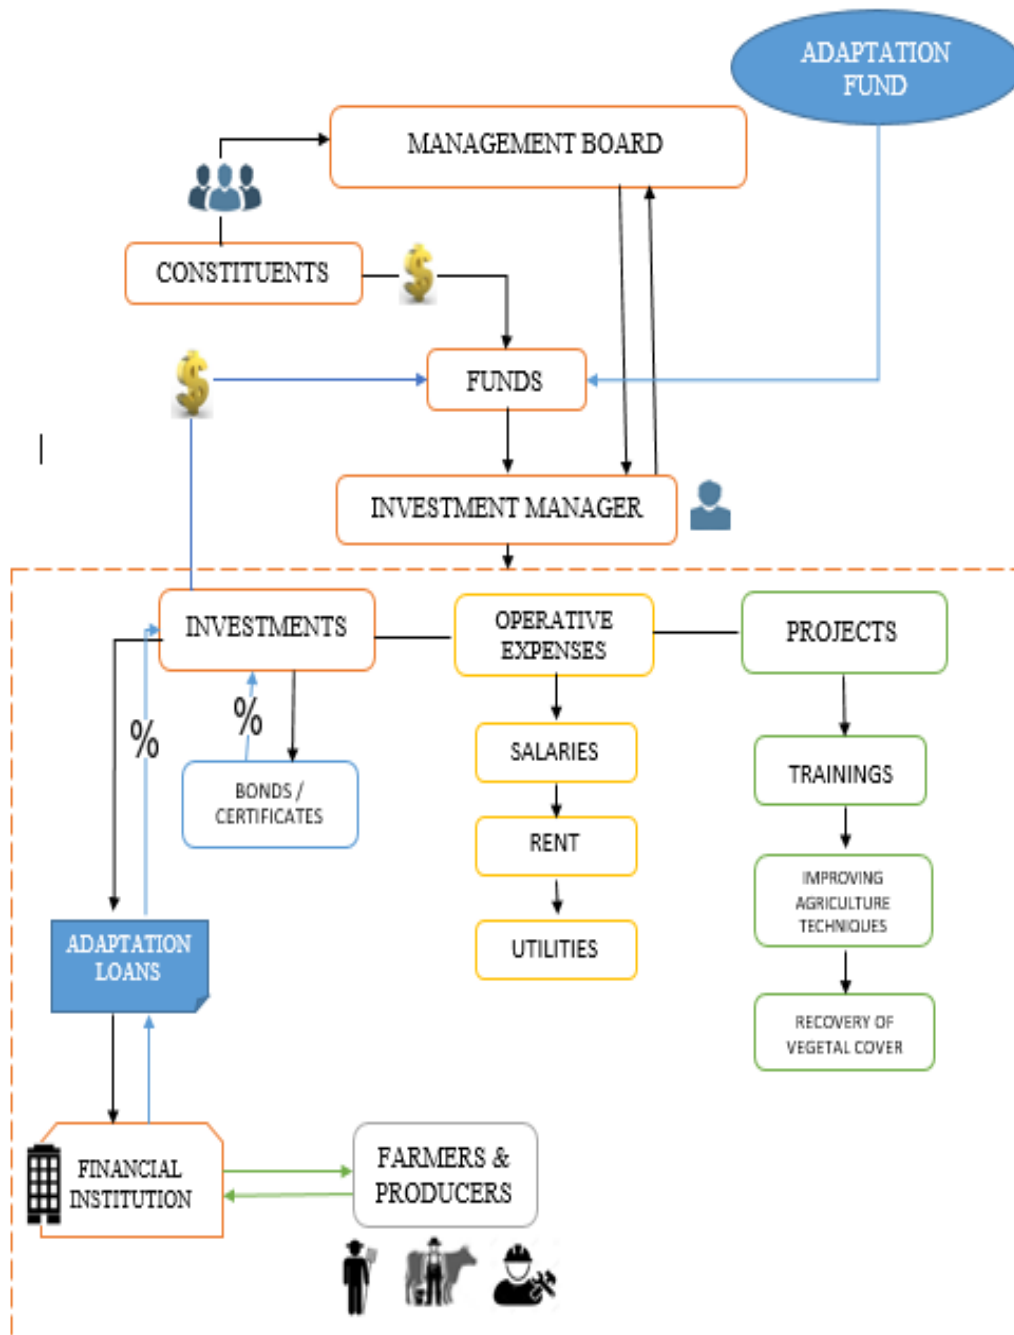 ADAPTATION
FUND
MANAGEMENT BOARD
CONSTITUENTS
$
$
FUNDS
INVESTMENT MANAGER
INVESTMENTS
OPERATIVE
EXPENSES
PROJECTS
%
%
SALARIES
TRAININGS
BONDS /
CERTIFICATES
RENT
IMPROVING
AGRICULTURE
TECHNIQUES
ADAPTATION
LOANS
UTILITIES
RECOVERY OF
VEGETAL COVER
FINANCIAL
INSTITUTION
FARMERS &
PRODUCERS